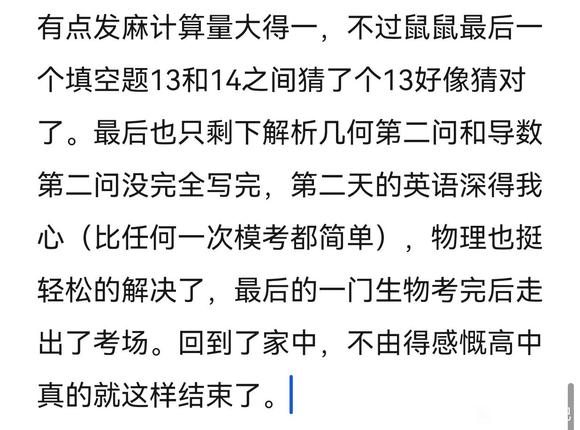 有点发麻计算量大得一，不过鼠鼠最后一
个填空题13和14之间猜了个13好像猜对
了。最后也只剩下解析几何第二问和导数
第二问没完全写完，第二天的英语深得我
心（比任何一次模考都简单），物理也挺
轻松的解决了，最后的一门生物考完后走
出了考场。回到了家中，不由得感慨高中
真的就这样结束了。